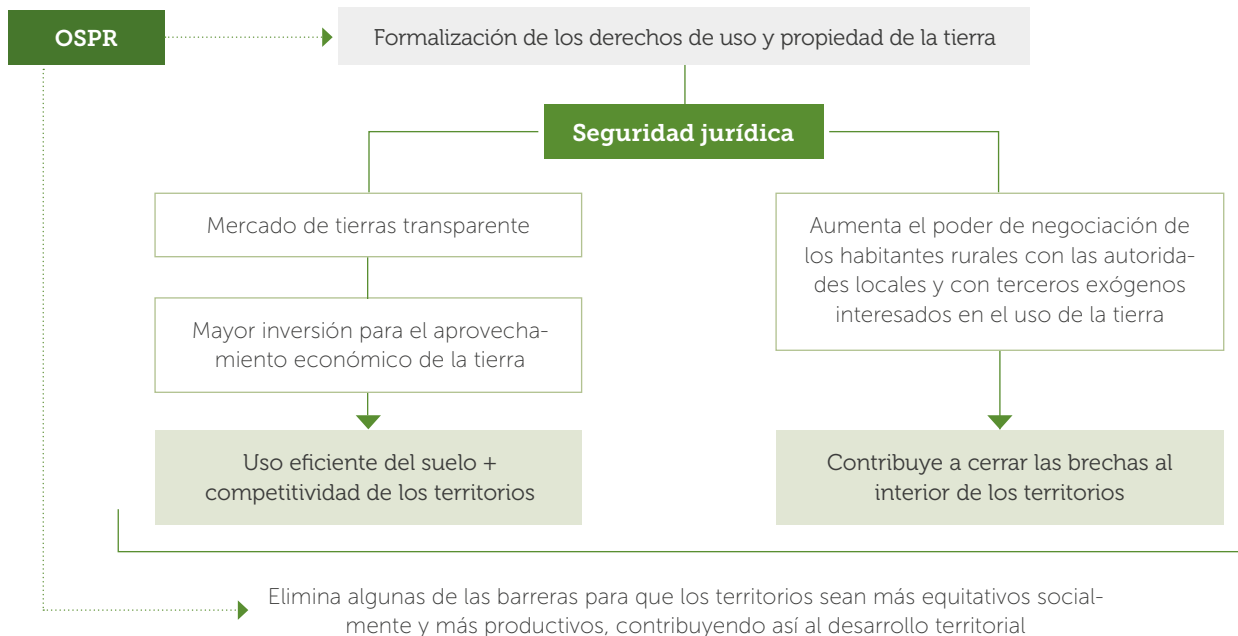 OSPR
Formalización de los derechos de uso y propiedad de la tierra
Seguridad jurídica
Mercado de tierras transparente
Mayor inversión para el aprovecha-
miento económico de la tierra
Uso eficiente del suelo +
competitividad de los territorios
Aumenta el poder de negociación de
los habitantes rurales con las autorida-
des locales y con terceros exógenos
interesados en el uso de la tierra
Contribuye a cerrar las brechas al
interior de los territorios
Elimina algunas de las barreras para que los territorios sean más equitativos social-
mente y más productivos, contribuyendo así al desarrollo territorial